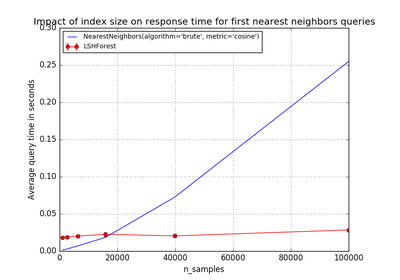 Impact of index size on response time for first nearest neighbors queries
0.30
NearestNeighbors(algorithm='brute', metric='cosine')
LSHForest
0.25
0.20
0.15
0.10
0.05
0.00
Average query time in seconds
0 20000 40000 60000 80000 100000
n_samples